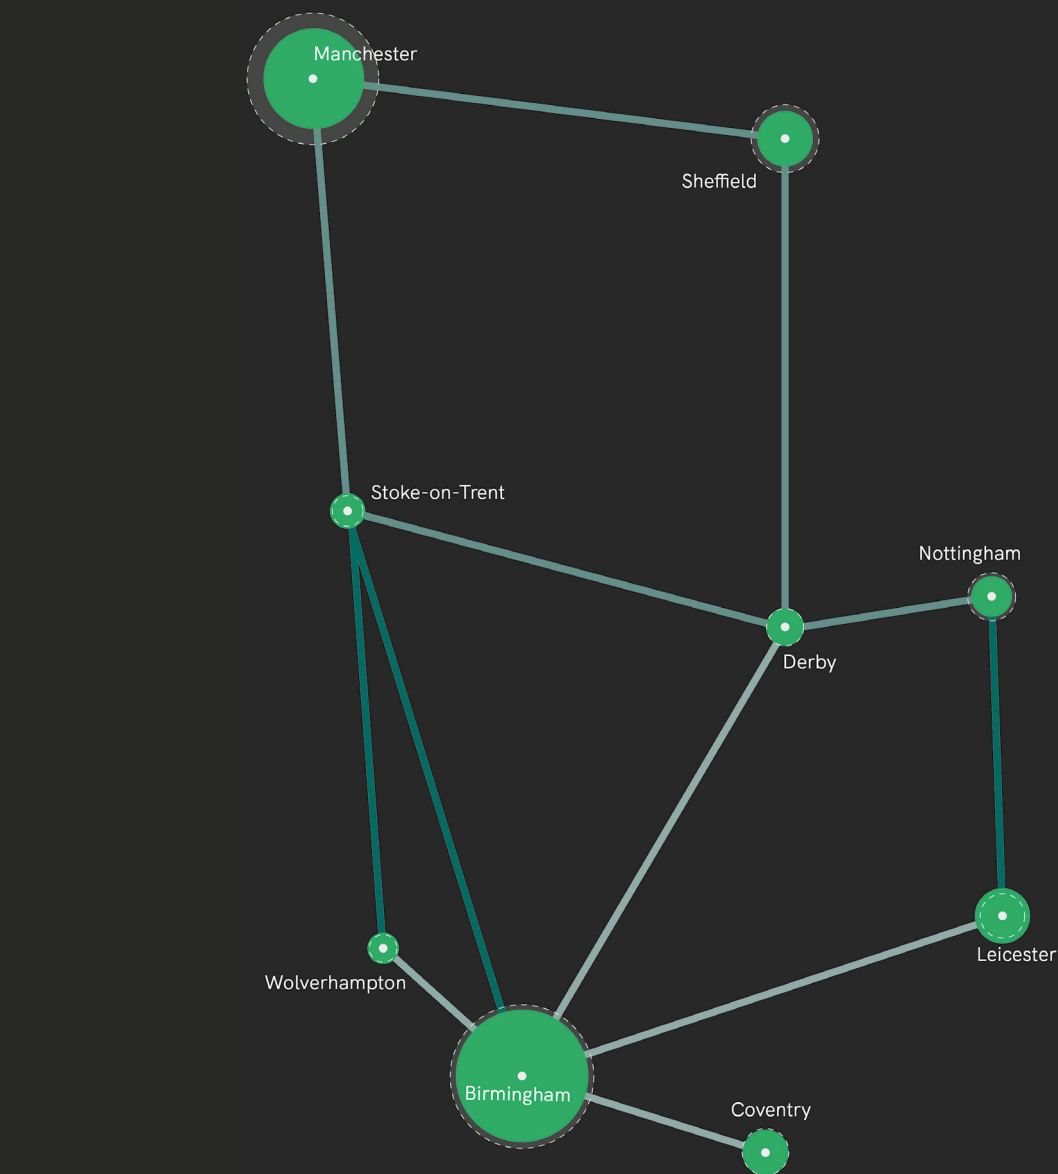 Manchester
Sheffield
Stoke-on-Trent
Nottingham
Derby
Leicester
Wolverhampton
Birmingham
Coventry